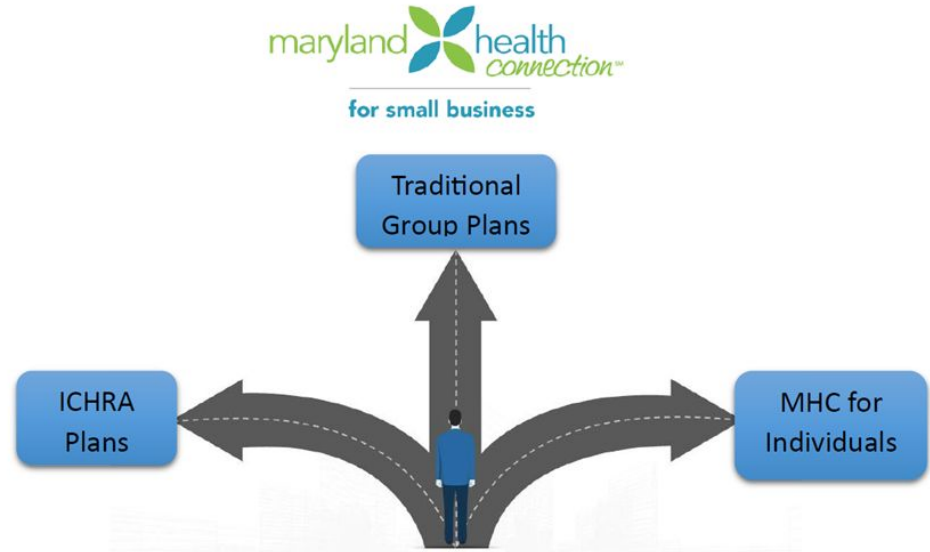 maryland health
connection℠
for small business
Traditional
Group Plans
ICHRA
Plans
MHC for
Individuals